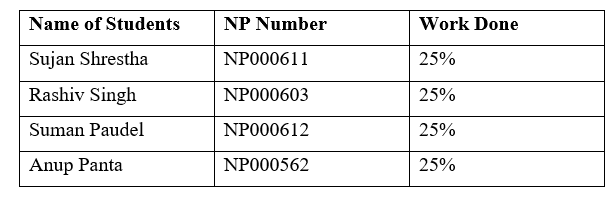 Name of Students NP Number Work Done
Sujan Shrestha NP000611 25%
Rashiv Singh NP000603 25%
Suman Paudel NP000612 25%
Anup Panta NP000562 25%